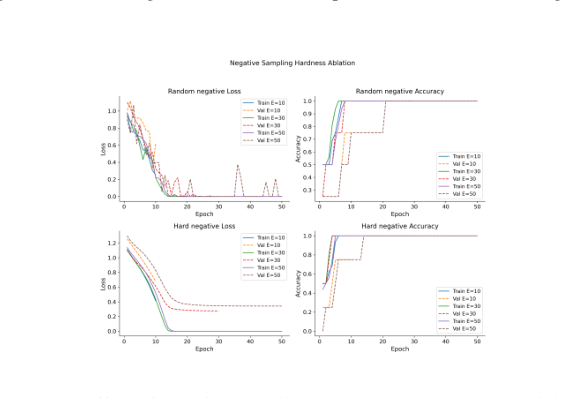 Negative Sampling Hardness Ablation
Random negative Loss
Random negative Accuracy
Loss
1.0
0.8
0.6
0.4
0.2
0.0
0 10 20 30 40 50
Epoch
Train E=10
Val E=10
Train E=30
Val E=30
Train E=50
Val E=50
Accuracy
1.0
0.9
0.8
0.7
0.6
0.5
0.4
0.3
0 10 20 30 40 50
Epoch
Train E=10
Val E=10
Train E=30
Val E=30
Train E=50
Val E=50
Hard negative Loss
Hard negative Accuracy
Loss
1.2
1.0
0.8
0.6
0.4
0.2
0.0
0 10 20 30 40 50
Epoch
Train E=10
Val E=10
Train E=30
Val E=30
Train E=50
Val E=50
Accuracy
1.0
0.8
0.6
0.4
0.2
0.0
0 10 20 30 40 50
Epoch
Train E=10
Val E=10
Train E=30
Val E=30
Train E=50
Val E=50